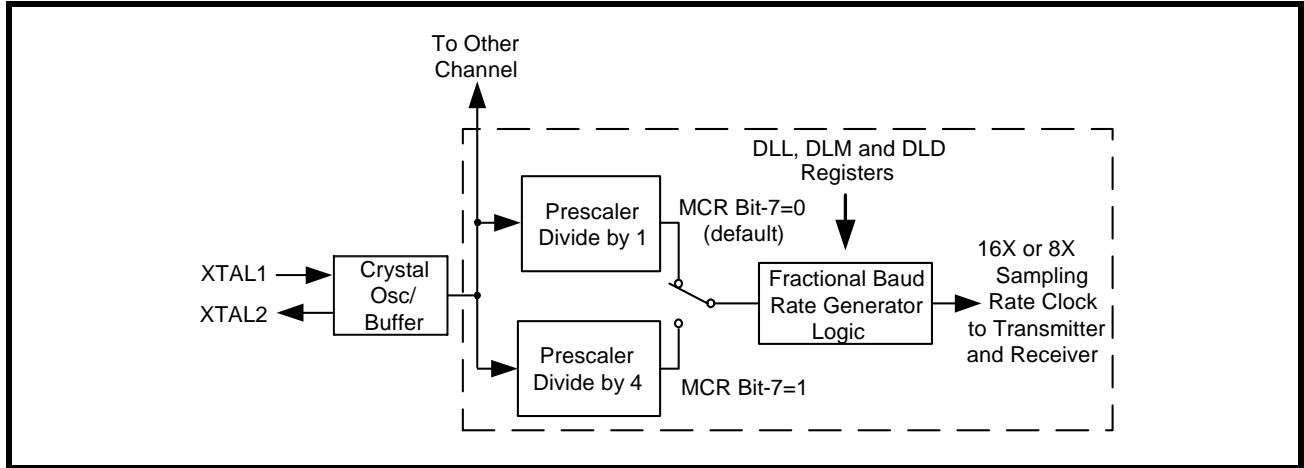 To Other
Channel
DLL, DLM and DLD
Registers
Prescaler
Divide by 1
MCR Bit-7=0
(default)
XTAL1
XTAL2
Crystal
Osc/
Buffer
Fractional Baud
Rate Generator
Logic
16X or 8X
Sampling
Rate Clock
to Transmitter
and Receiver
Prescaler
Divide by 4
MCR Bit-7=1